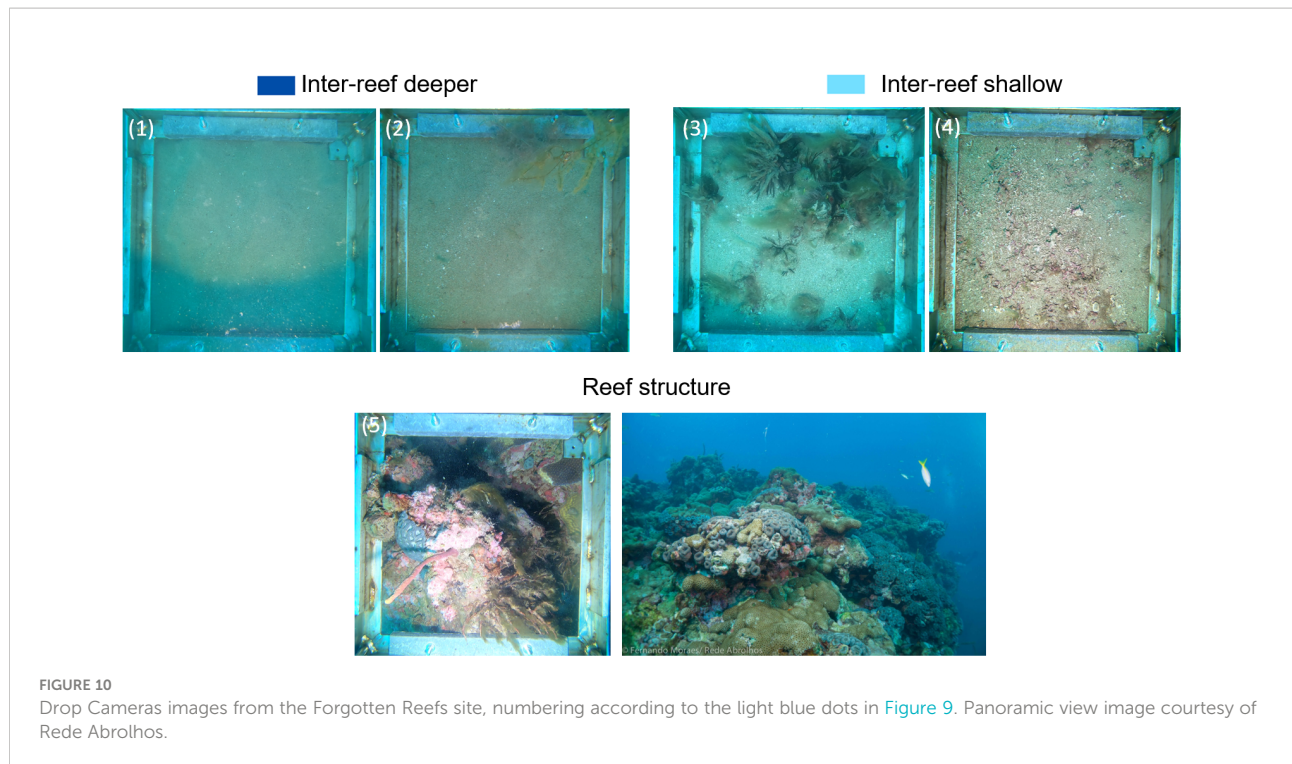 Inter-reef deeper
Inter-reef shallow
(1)
(2)
(3)
(4)
Reef structure
(5)
© Fernando Moraes/ Rede Abrolhos
FIGURE 10
Drop Cameras images from the Forgotten Reefs site, numbering according to the light blue dots in Figure 9. Panoramic view image courtesy of
Rede Abrolhos.